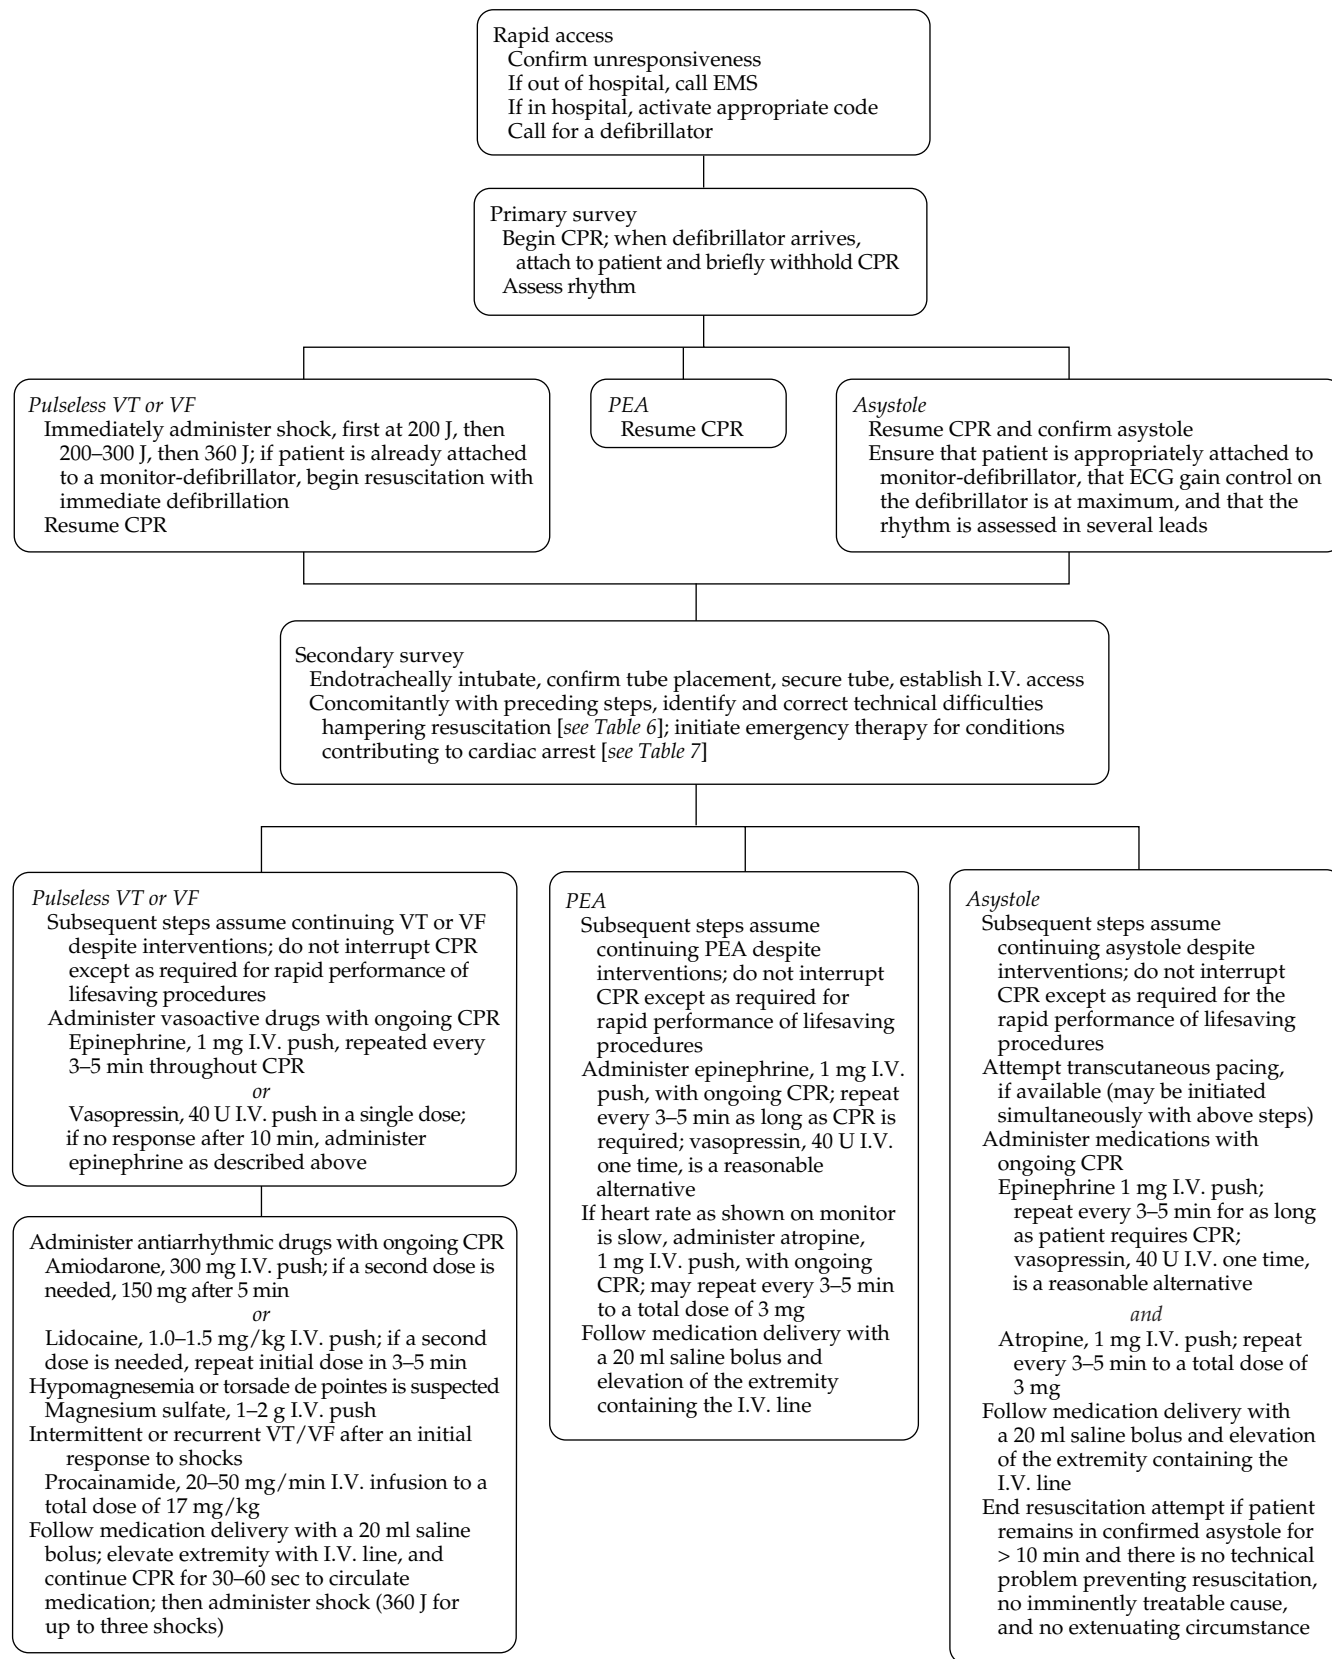 Rapid access
Confirm unresponsiveness
If out of hospital, call EMS
If in hospital, activate appropriate code
Call for a defibrillator
Primary survey
Begin CPR; when defibrillator arrives,
attach to patient and briefly withhold CPR
Assess rhythm
Pulseless VT or VF
Immediately administer shock, first at 200 J, then
200–300 J, then 360 J; if patient is already attached
to a monitor-defibrillator, begin resuscitation with
immediate defibrillation
Resume CPR
PEA
Resume CPR
Asystole
Resume CPR and confirm asystole
Ensure that patient is appropriately attached to
monitor-defibrillator, that ECG gain control on
the defibrillator is at maximum, and that the
rhythm is assessed in several leads
Secondary survey
Endotracheally intubate, confirm tube placement, secure tube, establish I.V. access
Concomitantly with preceding steps, identify and correct technical difficulties
hampering resuscitation [see Table 6]; initiate emergency therapy for conditions
contributing to cardiac arrest [see Table 7]
Pulseless VT or VF
Subsequent steps assume continuing VT or VF
despite interventions; do not interrupt CPR
except as required for rapid performance of
lifesaving procedures
Administer vasoactive drugs with ongoing CPR
Epinephrine, 1 mg I.V. push, repeated every
3–5 min throughout CPR
or
Vasopressin, 40 U I.V. push in a single dose;
if no response after 10 min, administer
epinephrine as described above
Administer antiarrhythmic drugs with ongoing CPR
Amiodarone, 300 mg I.V. push; if a second dose is
needed, 150 mg after 5 min
or
Lidocaine, 1.0–1.5 mg/kg I.V. push; if a second
dose is needed, repeat initial dose in 3–5 min
Hypomagnesemia or torsade de pointes is suspected
Magnesium sulfate, 1–2 g I.V. push
Intermittent or recurrent VT/VF after an initial
response to shocks
Procainamide, 20–50 mg/min I.V. infusion to a
total dose of 17 mg/kg
Follow medication delivery with a 20 ml saline
bolus; elevate extremity with I.V. line, and
continue CPR for 30–60 sec to circulate
medication; then administer shock (360 J for
up to three shocks)
PEA
Subsequent steps assume
continuing PEA despite
interventions; do not interrupt
CPR except as required for
rapid performance of lifesaving
procedures
Administer epinephrine, 1 mg I.V.
push, with ongoing CPR; repeat
every 3–5 min as long as CPR is
required; vasopressin, 40 U I.V.
one time, is a reasonable
alternative
If heart rate as shown on monitor
is slow, administer atropine,
1 mg I.V. push, with ongoing
CPR; may repeat every 3–5 min
to a total dose of 3 mg
Follow medication delivery with
a 20 ml saline bolus and
elevation of the extremity
containing the I.V. line
Asystole
Subsequent steps assume
continuing asystole despite
interventions; do not interrupt
CPR except as required for the
rapid performance of lifesaving
procedures
Attempt transcutaneous pacing,
if available (may be initiated
simultaneously with above steps)
Administer medications with
ongoing CPR
Epinephrine 1 mg I.V. push;
repeat every 3–5 min for as long
as patient requires CPR;
vasopressin, 40 U I.V. one time,
is a reasonable alternative
and
Atropine, 1 mg I.V. push; repeat
every 3–5 min to a total dose of
3 mg
Follow medication delivery with
a 20 ml saline bolus and elevation
of the extremity containing the
I.V. line
End resuscitation attempt if patient
remains in confirmed asystole for
> 10 min and there is no technical
problem preventing resuscitation,
no imminently treatable cause,
and no extenuating circumstance